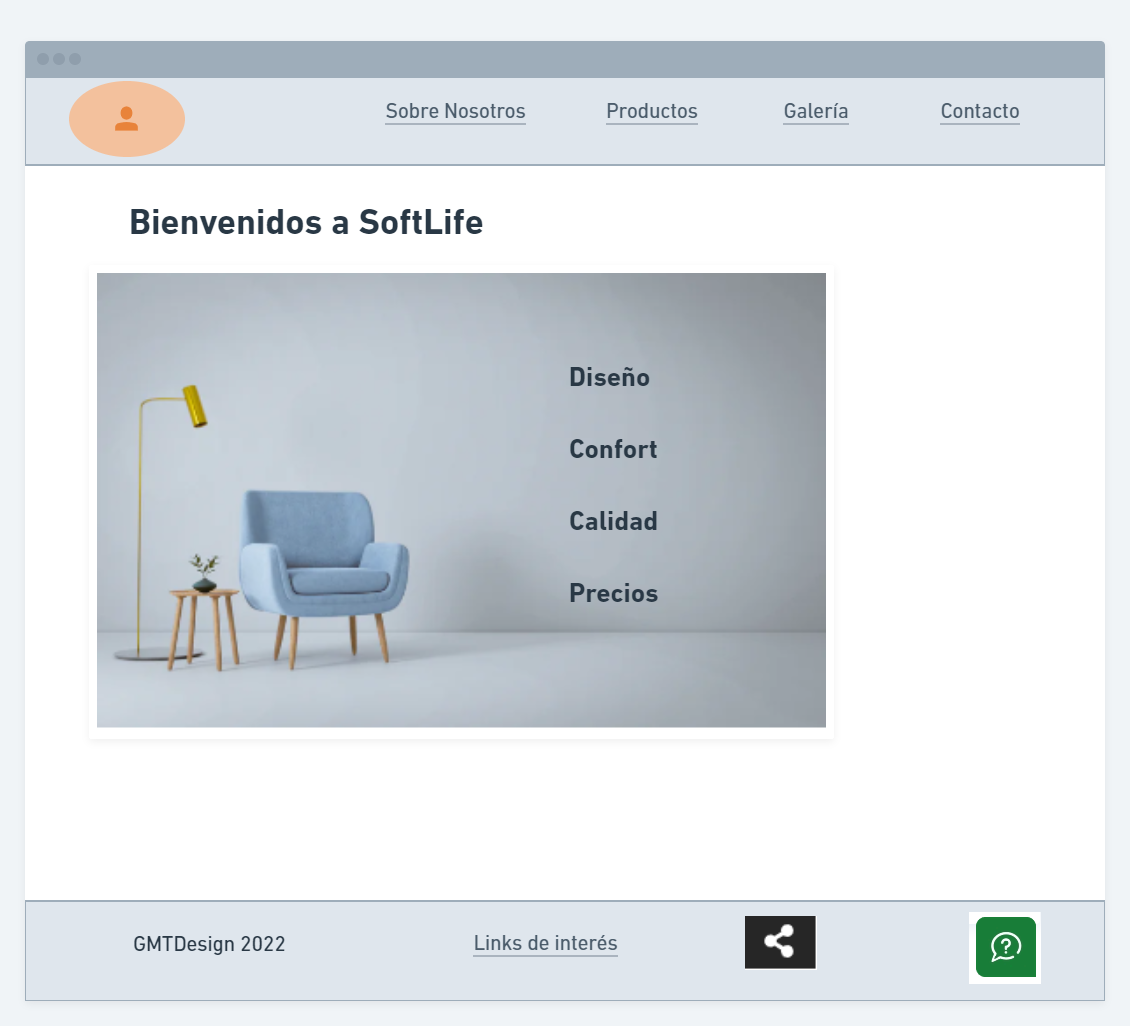 Sobre Nosotros Productos Galería Contacto
Bienvenidos a SoftLife
Diseño
Confort
Calidad
Precios
GMTDesign 2022 Links de interés